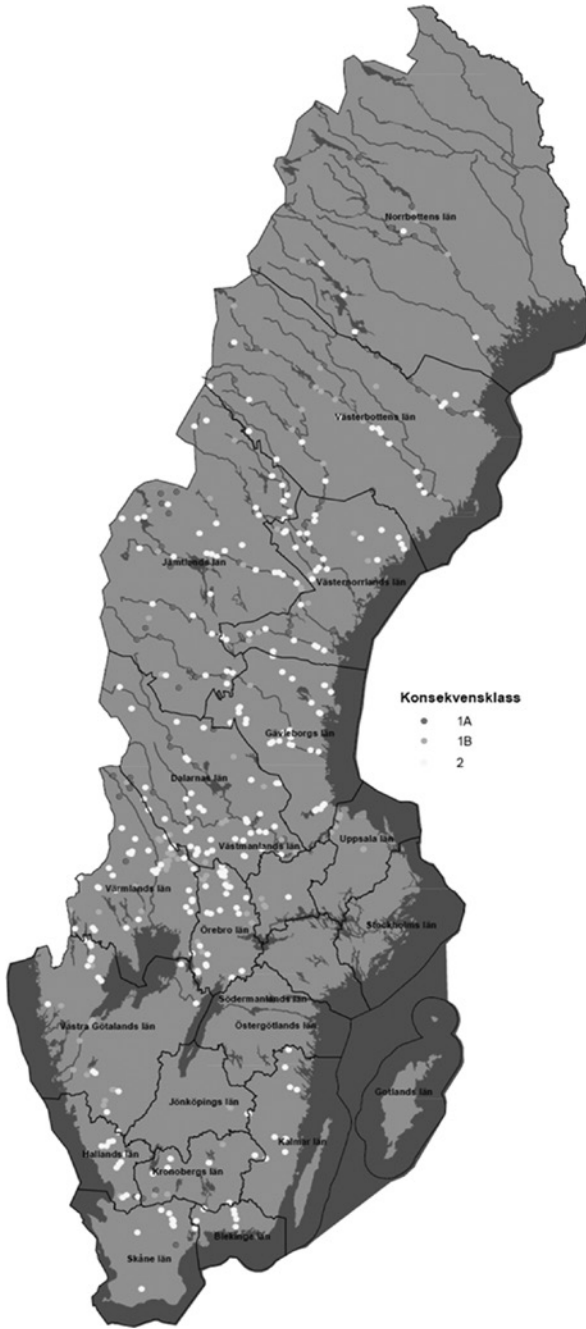 Norrbottens län
Västerbottens län
Jämtlands län
Västernorrlands län
Konsekvensklass
1A
1B
2
Gävleborgs län
Dalarnas län
Västmanlands län
Uppsala län
Värmlands län
Örebro län
Stockholms län
Södermanlands län
Västra Götalands län
Östergötlands län
Gotlands län
Jönköpings län
Kalmar län
Hallands län
Kronobergs län
Blekinge län
Skåne län